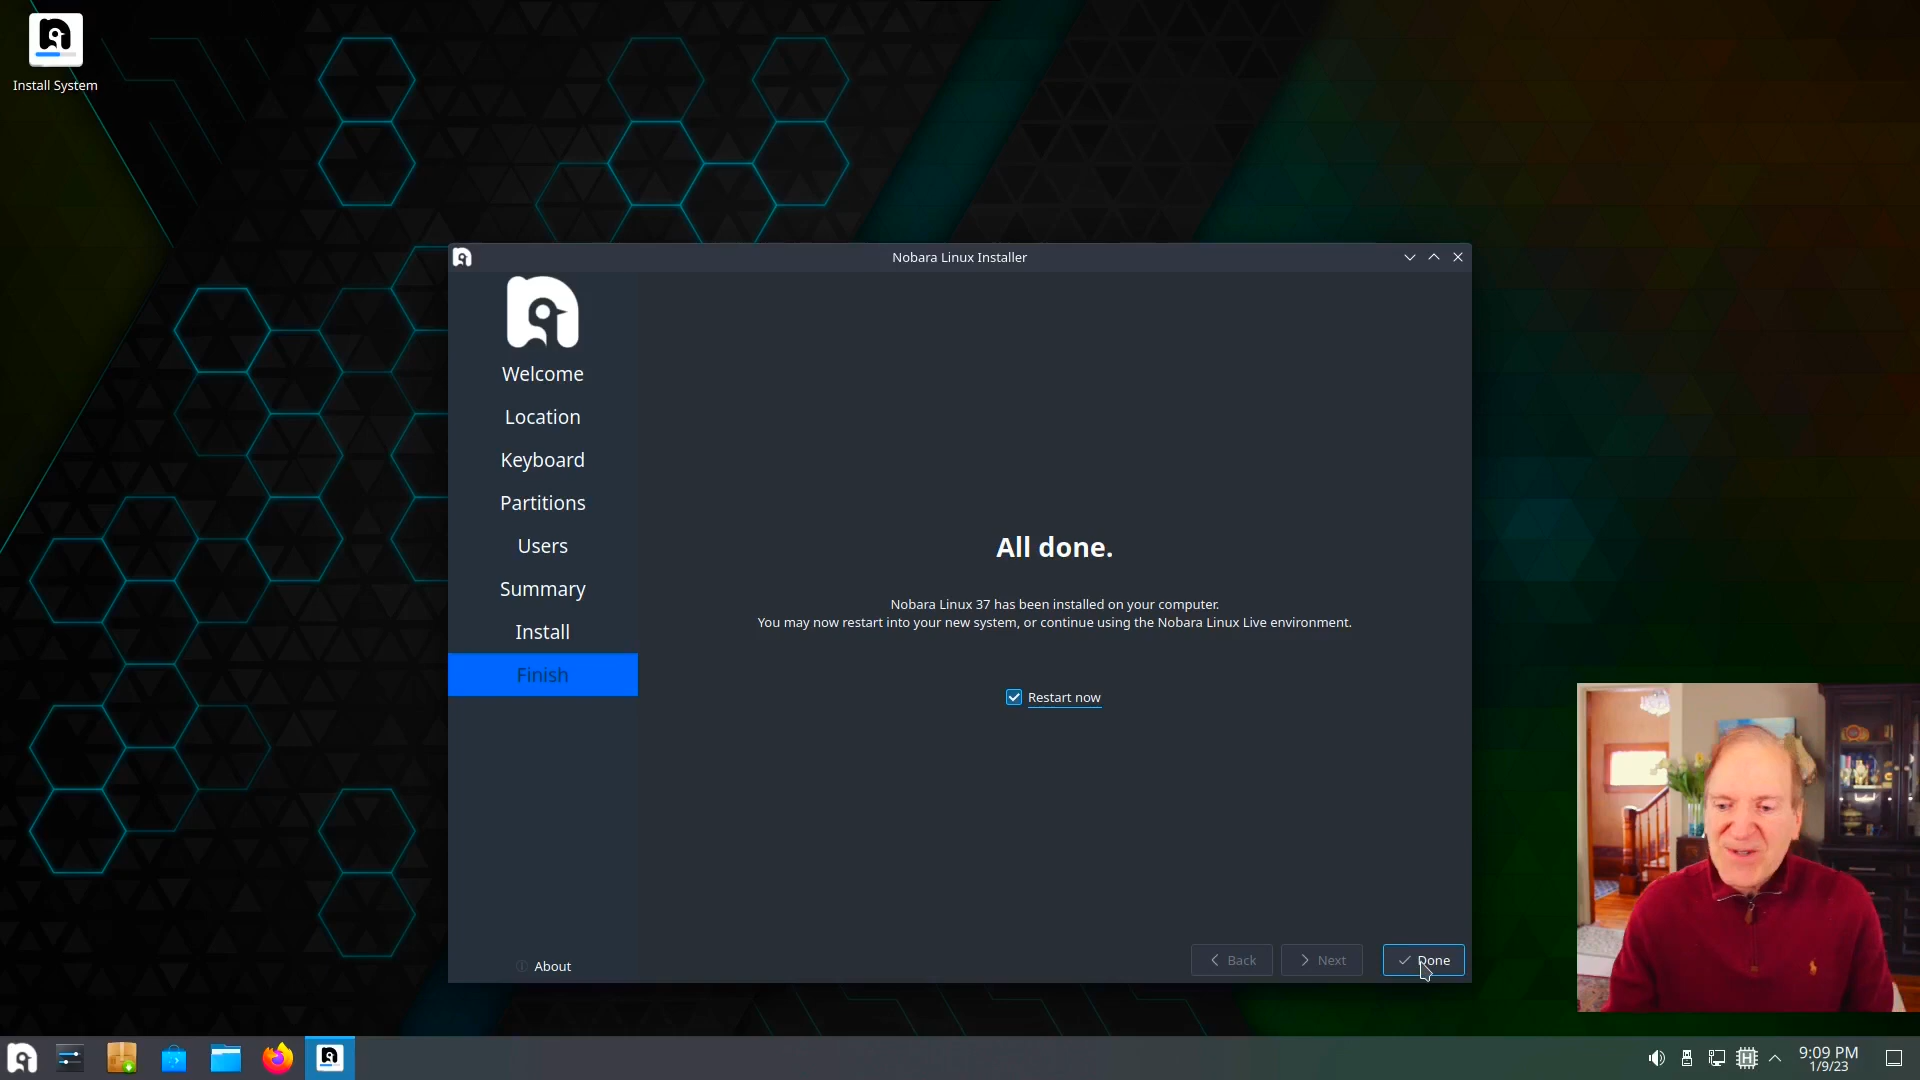 Install System
Nobara Linux Installer
Welcome
Location
Keyboard
Partitions
Users
Summary
Install
Finish
All done.
Nobara Linux 37 has been installed on your computer.
You may now restart into your new system, or continue using the Nobara Linux Live environment.
Restart now
About
Back
Next
Done
9:09 PM
1/9/23